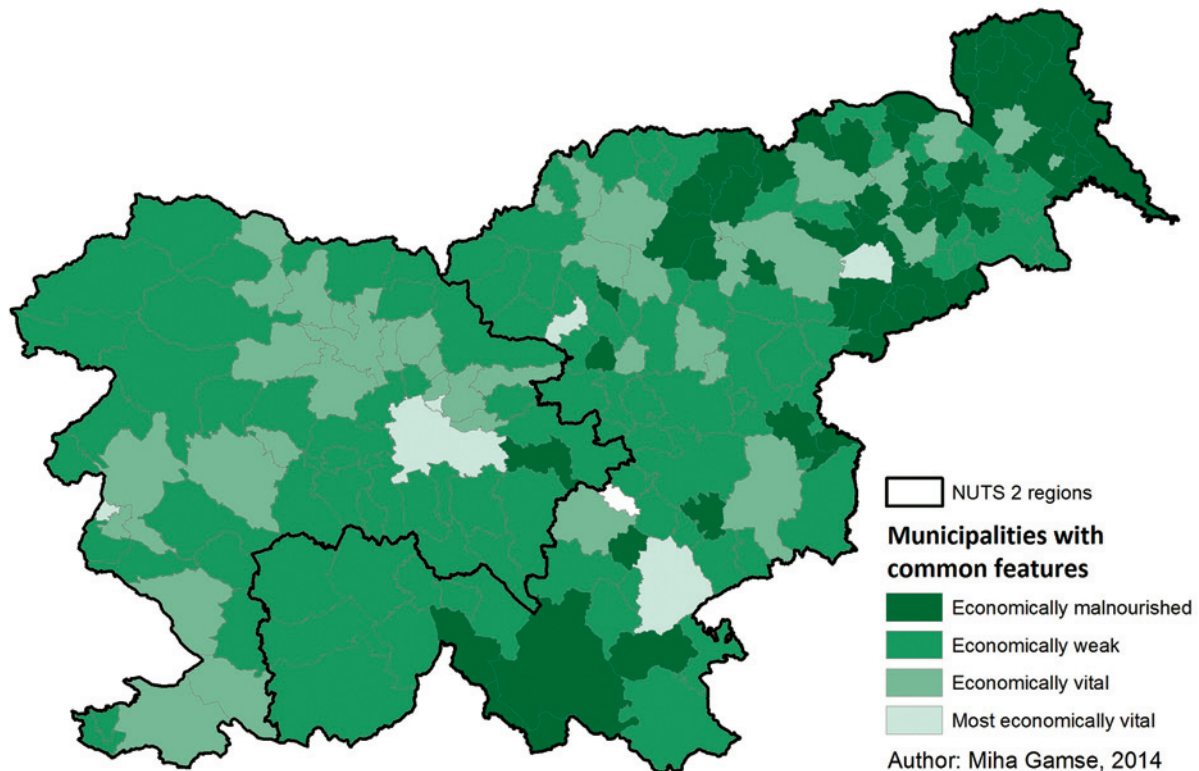 NUTS 2 regions
Municipalities with
common features
Economically malnourished
Economically weak
Economically vital
Most economically vital
Author: Miha Gamse, 2014